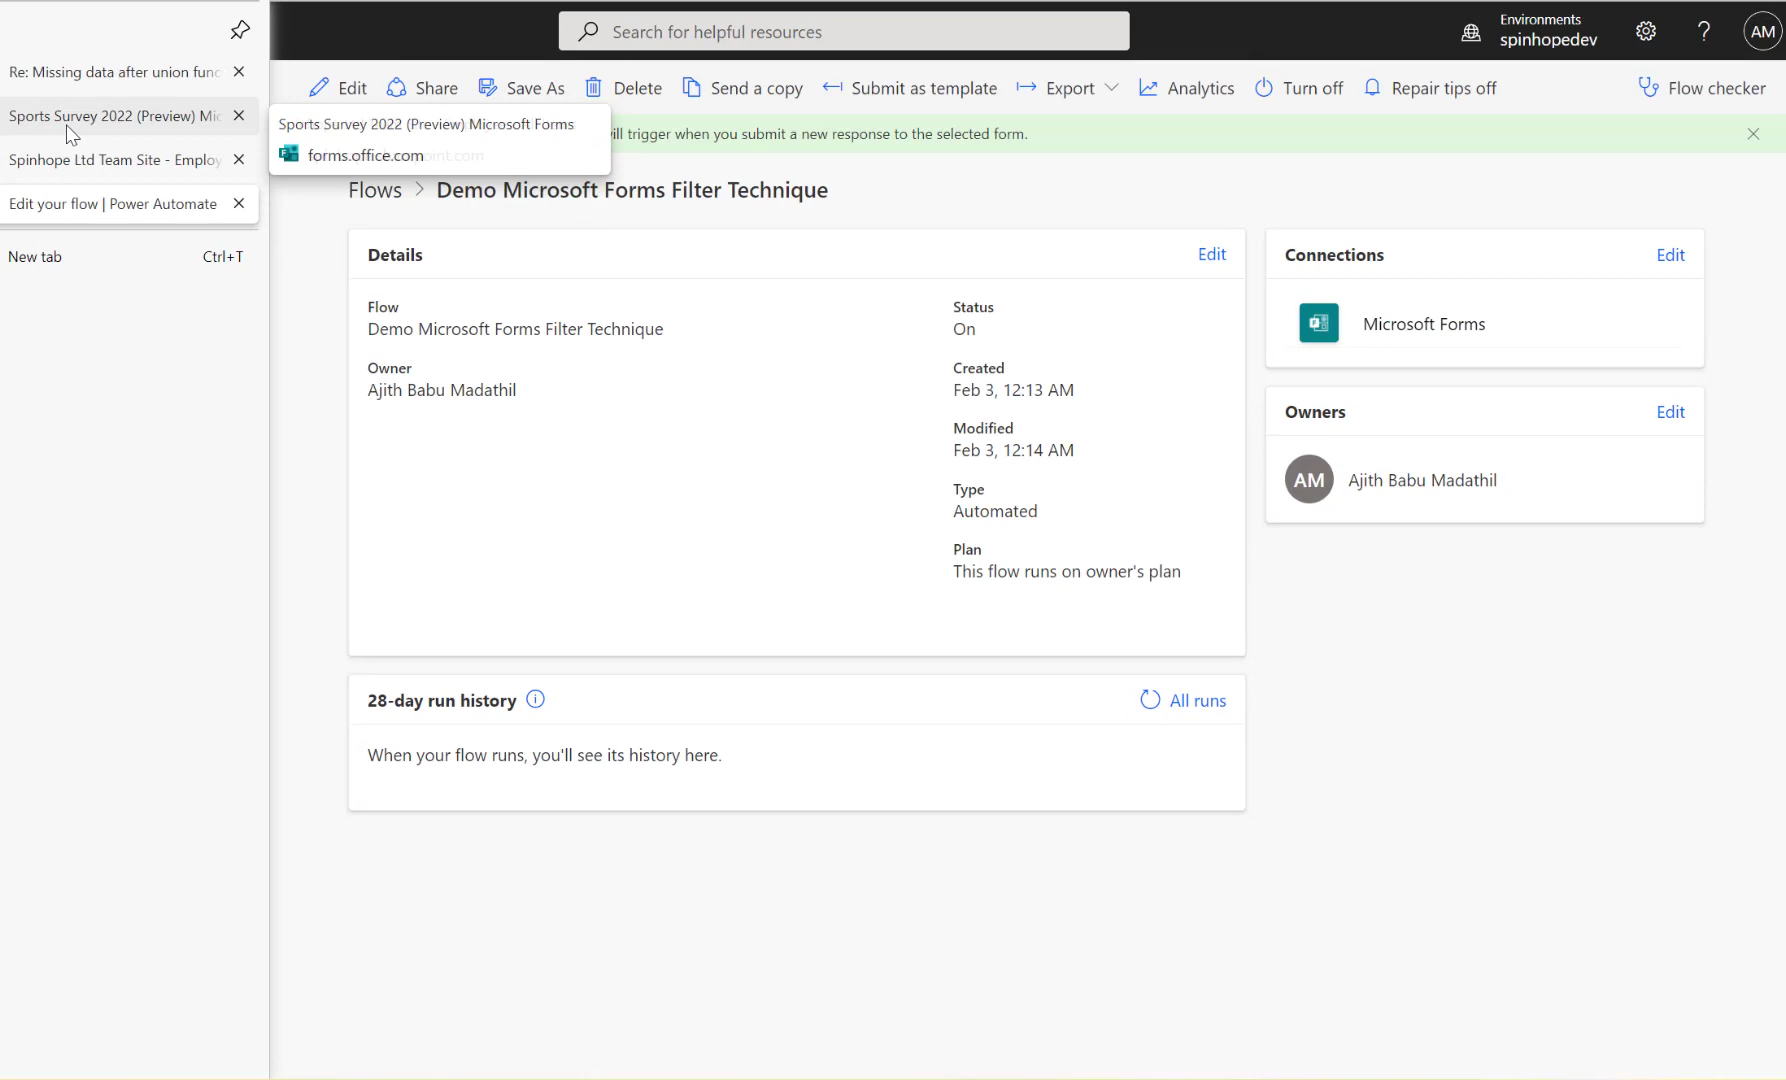 Search for helpful resources
Environments
spinhopedev
?
AM
Re: Missing data after union func
Sports Survey 2022 (Preview) Mic
Spinhope Ltd Team Site - Employ
Edit your flow | Power Automate
New tab
Ctrl+T
Edit
Share
Save As
Delete
Send a copy
Submit as template
Export
Analytics
Turn off
Repair tips off
Flow checker
Sports Survey 2022 (Preview) Microsoft Forms
forms.office.com
will trigger when you submit a new response to the selected form.
Flows > Demo Microsoft Forms Filter Technique
Details
Edit
Flow
Demo Microsoft Forms Filter Technique
Owner
Ajith Babu Madathil
Status
On
Created
Feb 3, 12:13 AM
Modified
Feb 3, 12:14 AM
Type
Automated
Plan
This flow runs on owner's plan
Connections
Edit
Microsoft Forms
Owners
Edit
AM
Ajith Babu Madathil
28-day run history
All runs
When your flow runs, you'll see its history here.